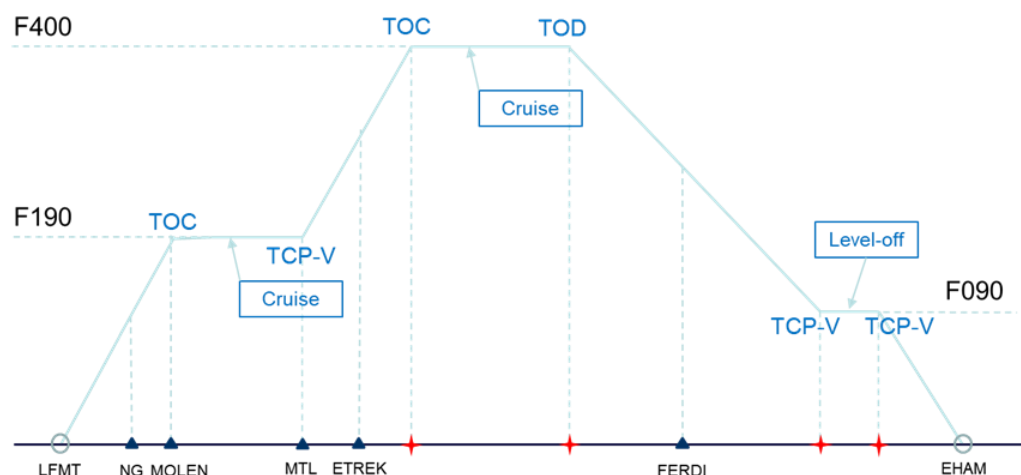 F400
TOC
TOD
Cruise
F190
TOC
TCP-V
Cruise
Level-off
F090
TCP-V
TCP-V
LFMT
NG
MOLEN
MTL
ETREK
FERDI
EHAM